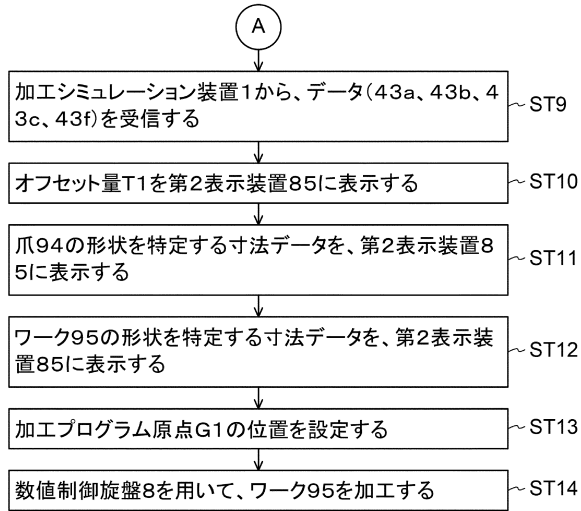 A
加工シミュレーション装置1から、データ(43a、43b、4
3c、43f)を受信する
ST9
オフセット量T1を第2表示装置85に表示する
ST10
爪94の形状を特定する寸法データを、第2表示装置8
5に表示する
ST11
ワーク95の形状を特定する寸法データを、第2表示装
置85に表示する
ST12
加工プログラム原点G1の位置を設定する
ST13
数値制御旋盤8を用いて、ワーク95を加工する
ST14